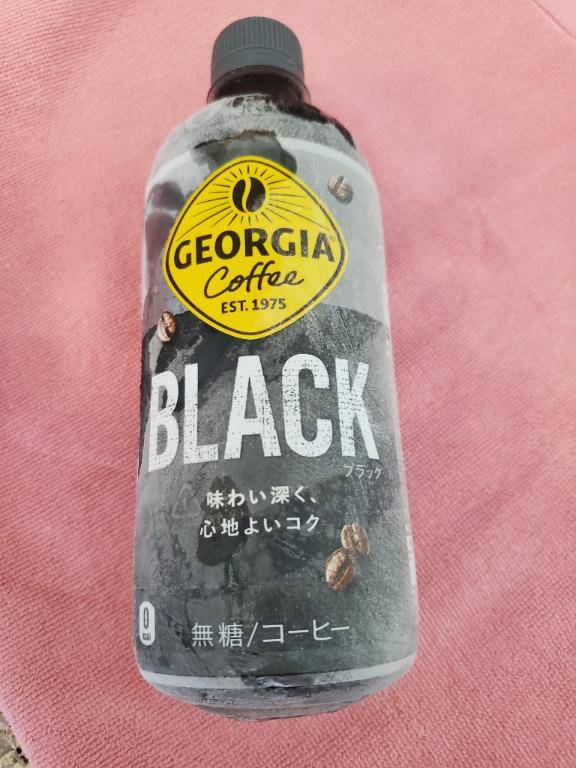 GEORGIA
Coffee
EST. 1975
BLACK
ブラック
味わい深く、
心地よいコク
0
kcal
無糖/コーヒー